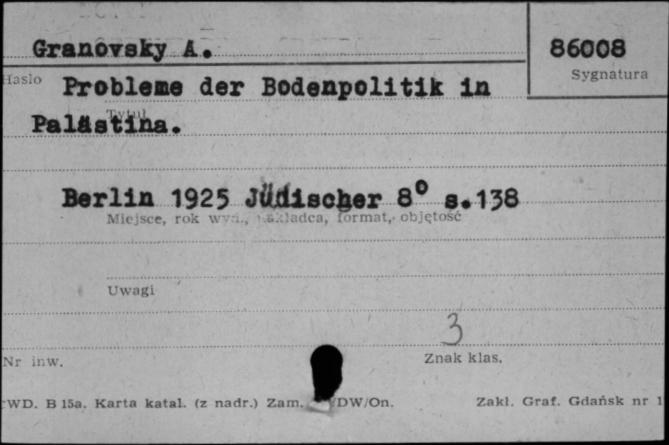 Granovsky A.
86008
Hasło
Sygnatura
Probleme der Bodenpolitik in
Tytuł
Palästina.
Berlin 1925 Jüdischer 8° s.138
Miejsce, rok wyd., nakładca, format, objętość
Uwagi
3
Nr inw.
Znak klas.
WD. B 15a. Karta katal. (z nadr.) Zam. DW/On.
Zakł. Graf. Gdańsk nr 1